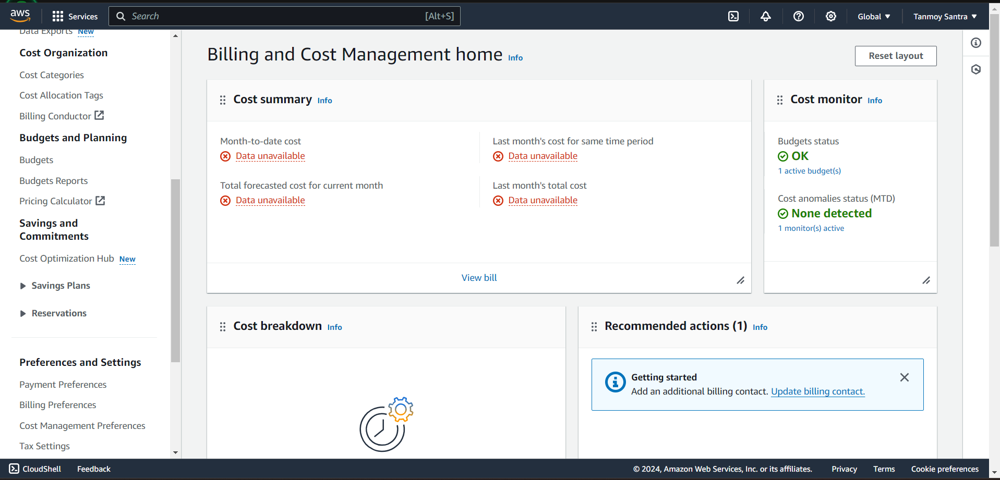 aws
Services
Search
[Alt+S]
Global
Tanmoy Santra
Data Exports New
Cost Organization
Cost Categories
Cost Allocation Tags
Billing Conductor
Budgets and Planning
Budgets
Budgets Reports
Pricing Calculator
Savings and
Commitments
Cost Optimization Hub New
Savings Plans
Reservations
Preferences and Settings
Payment Preferences
Billing Preferences
Cost Management Preferences
Tax Settings
Billing and Cost Management home Info
Reset layout
Cost summary Info
Month-to-date cost
Data unavailable
Last month's cost for same time period
Data unavailable
Total forecasted cost for current month
Data unavailable
Last month's total cost
Data unavailable
View bill
Cost monitor Info
Budgets status
OK
1 active budget(s)
Cost anomalies status (MTD)
None detected
1 monitor(s) active
Cost breakdown Info
Recommended actions (1) Info
Getting started
Add an additional billing contact. Update billing contact.
CloudShell
Feedback
© 2024, Amazon Web Services, Inc. or its affiliates.
Privacy
Terms
Cookie preferences